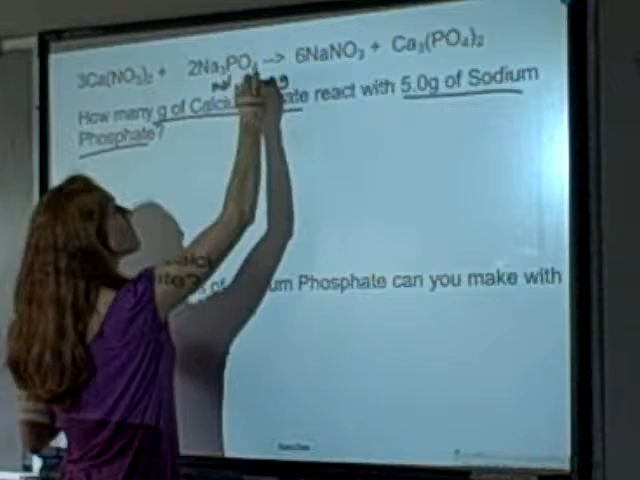 3Ca(NO₃)₂ + 2Na₃PO₄ --> 6NaNO₃ + Ca₃(PO₄)₂
How many g of Calci ate react with 5.0g of Sodium
Phosphate?
um Phosphate can you make with